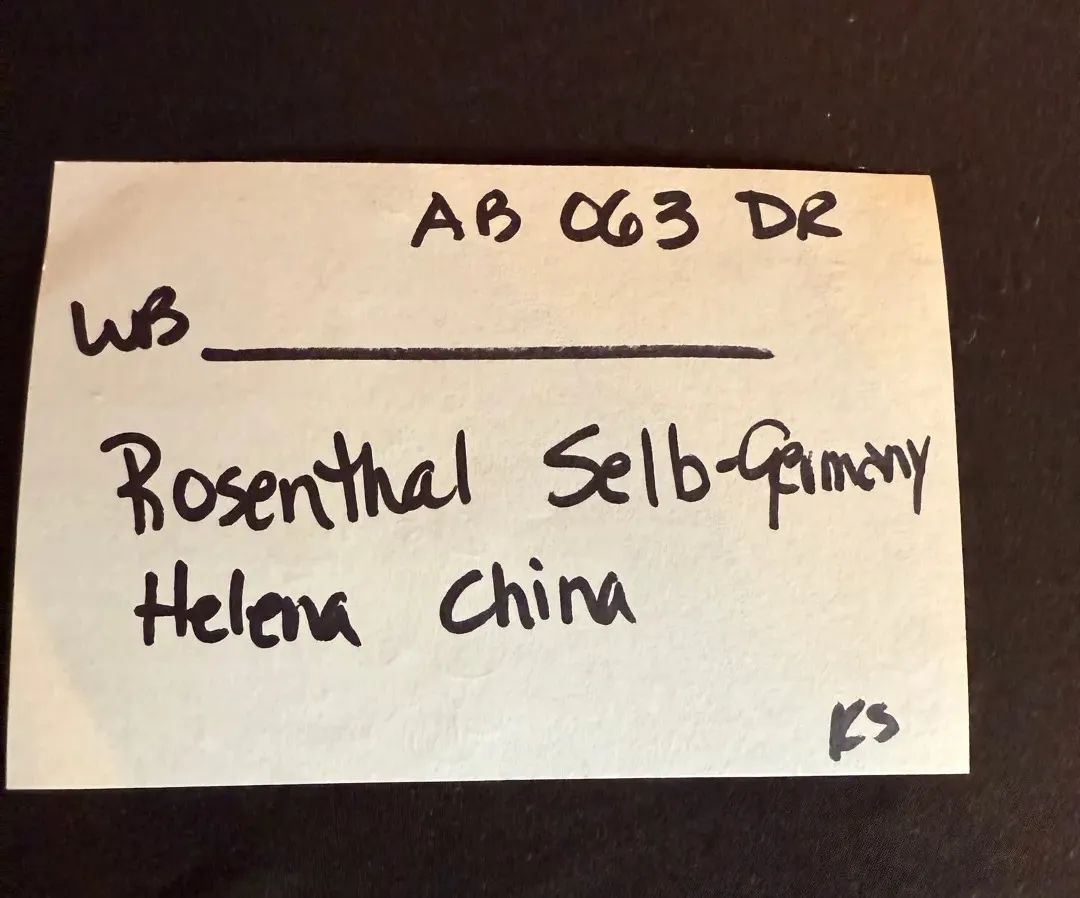 AB 063 DR
WB
Rosenthal Selb-Germany
Helena China
KS